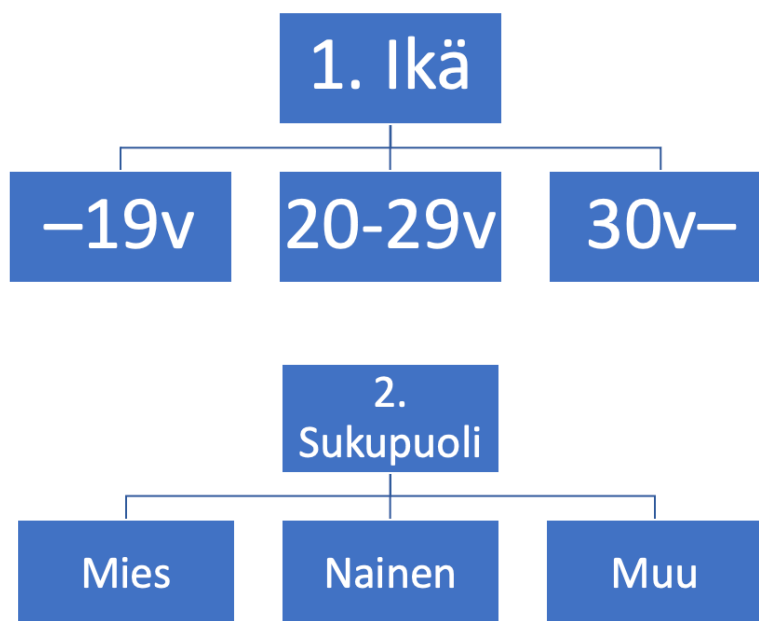 1. Ikä
–19v
20-29v
30v–
2.
Sukupuoli
Mies
Nainen
Muu